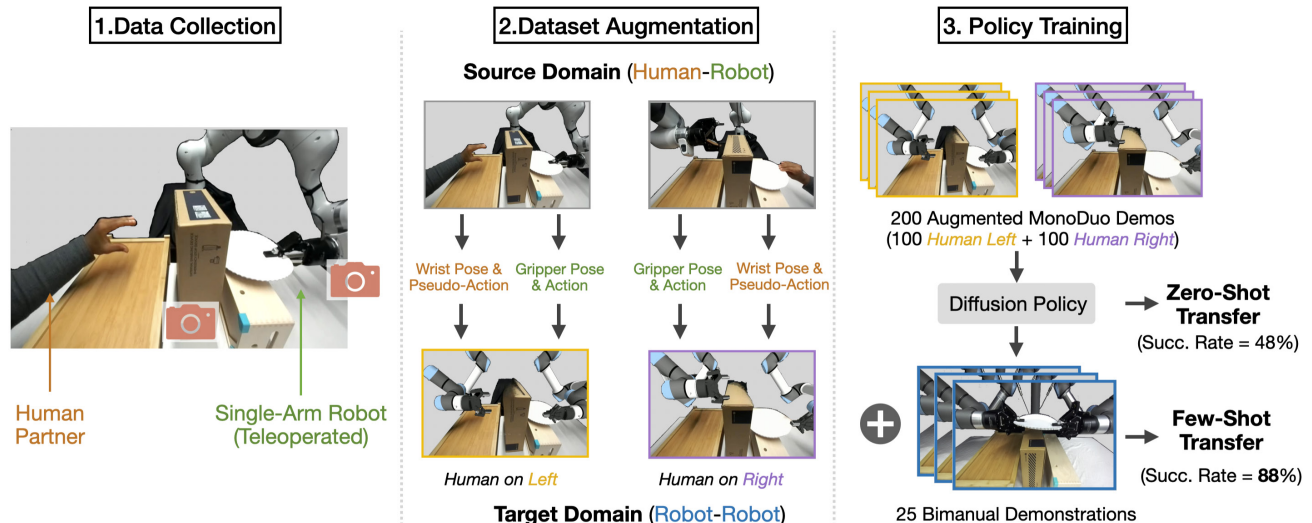 1.Data Collection
Human
Partner
Single-Arm Robot
(Teleoperated)
2.Dataset Augmentation
Source Domain (Human-Robot)
Wrist Pose &
Pseudo-Action
Gripper Pose
& Action
Gripper Pose
& Action
Wrist Pose &
Pseudo-Action
Human on Left
Human on Right
Target Domain (Robot-Robot)
3. Policy Training
200 Augmented MonoDuo Demos
(100 Human Left + 100 Human Right)
Diffusion Policy
Zero-Shot
Transfer
(Succ. Rate = 48%)
Few-Shot
Transfer
(Succ. Rate = 88%)
25 Bimanual Demonstrations